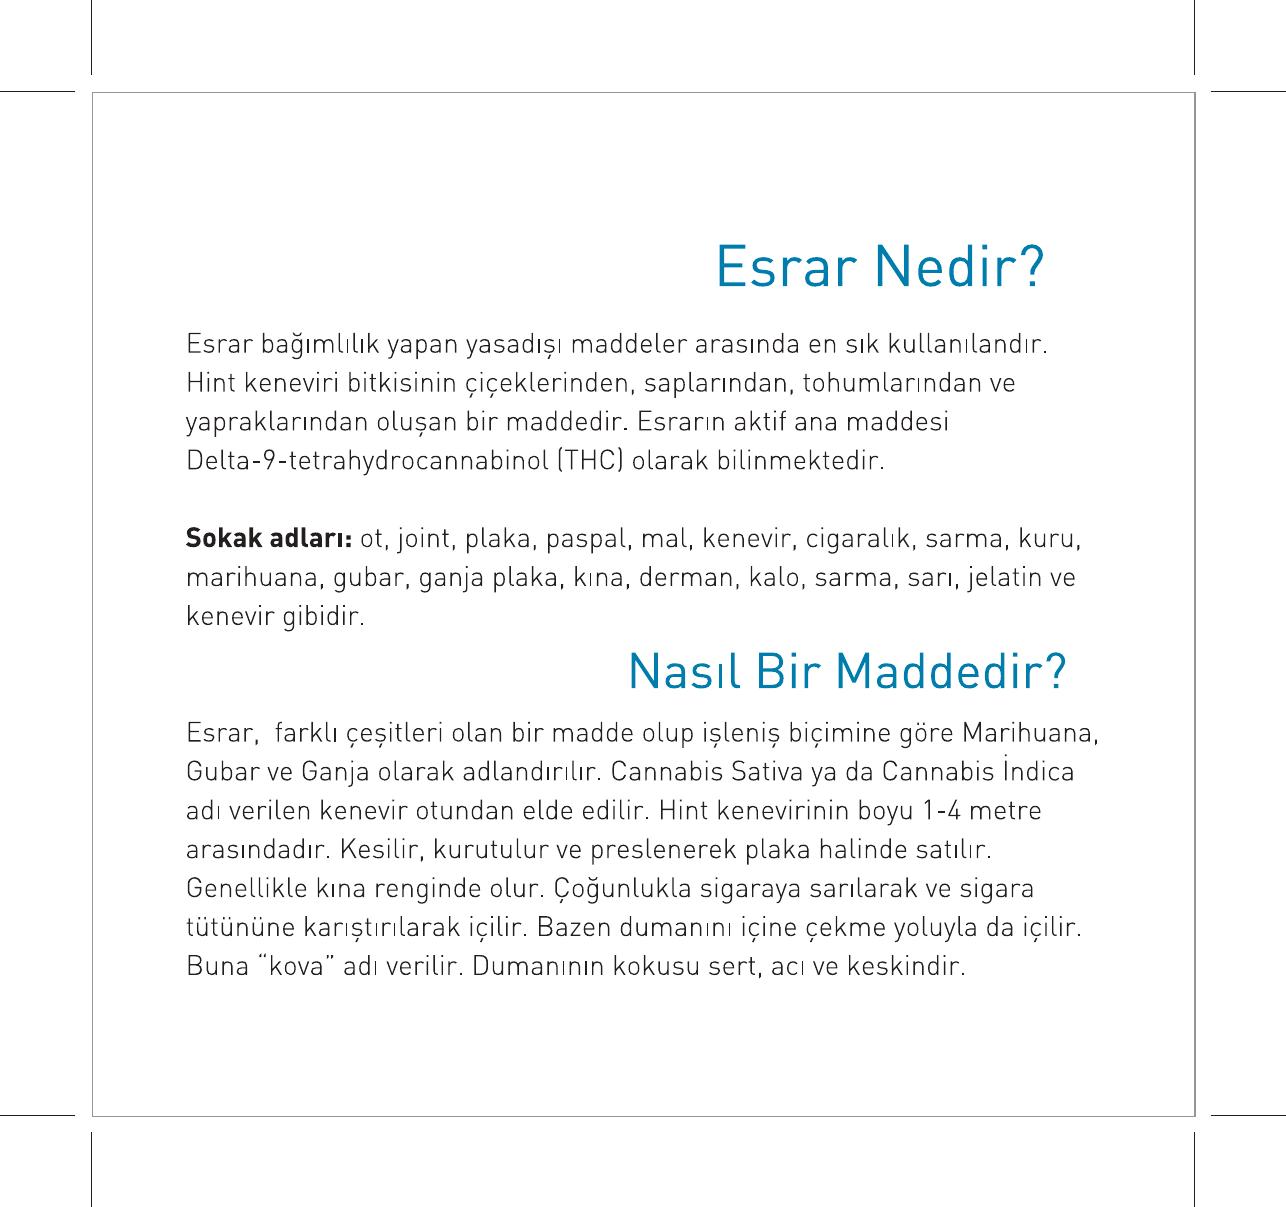 Esrar Nedir?
Esrar bağımlılık yapan yasadışı maddeler arasında en sık kullanılandır.
Hint keneviri bitkisinin çiçeklerinden, saplarından, tohumlarından ve
yapraklarından oluşan bir maddedir. Esrarın aktif ana maddesi
Delta-9-tetrahydrocannabinol (THC) olarak bilinmektedir.
Sokak adları: ot, joint, plaka, paspal, mal, kenevir, cigaralık, sarma, kuru,
marihuana, gubar, ganja plaka, kına, derman, kalo, sarma, sarı, jelatin ve
kenevir gibidir.
Nasıl Bir Maddedir?
Esrar,  farklı çeşitleri olan bir madde olup işleniş biçimine göre Marihuana,
Gubar ve Ganja olarak adlandırılır. Cannabis Sativa ya da Cannabis İndica
adı verilen kenevir otundan elde edilir. Hint kenevirinin boyu 1-4 metre
arasındadır. Kesilir, kurutulur ve preslenerek plaka halinde satılır.
Genellikle kına renginde olur. Çoğunlukla sigaraya sarılarak ve sigara
tütününe karıştırılarak içilir. Bazen dumanını içine çekme yoluyla da içilir.
Buna “kova” adı verilir. Dumanının kokusu sert, acı ve keskindir.